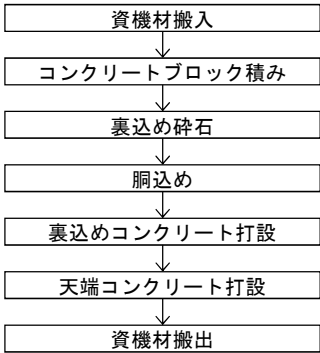 資機材搬入
コンクリートブロック積み
裏込め砕石
胴込め
裏込めコンクリート打設
天端コンクリート打設
資機材搬出